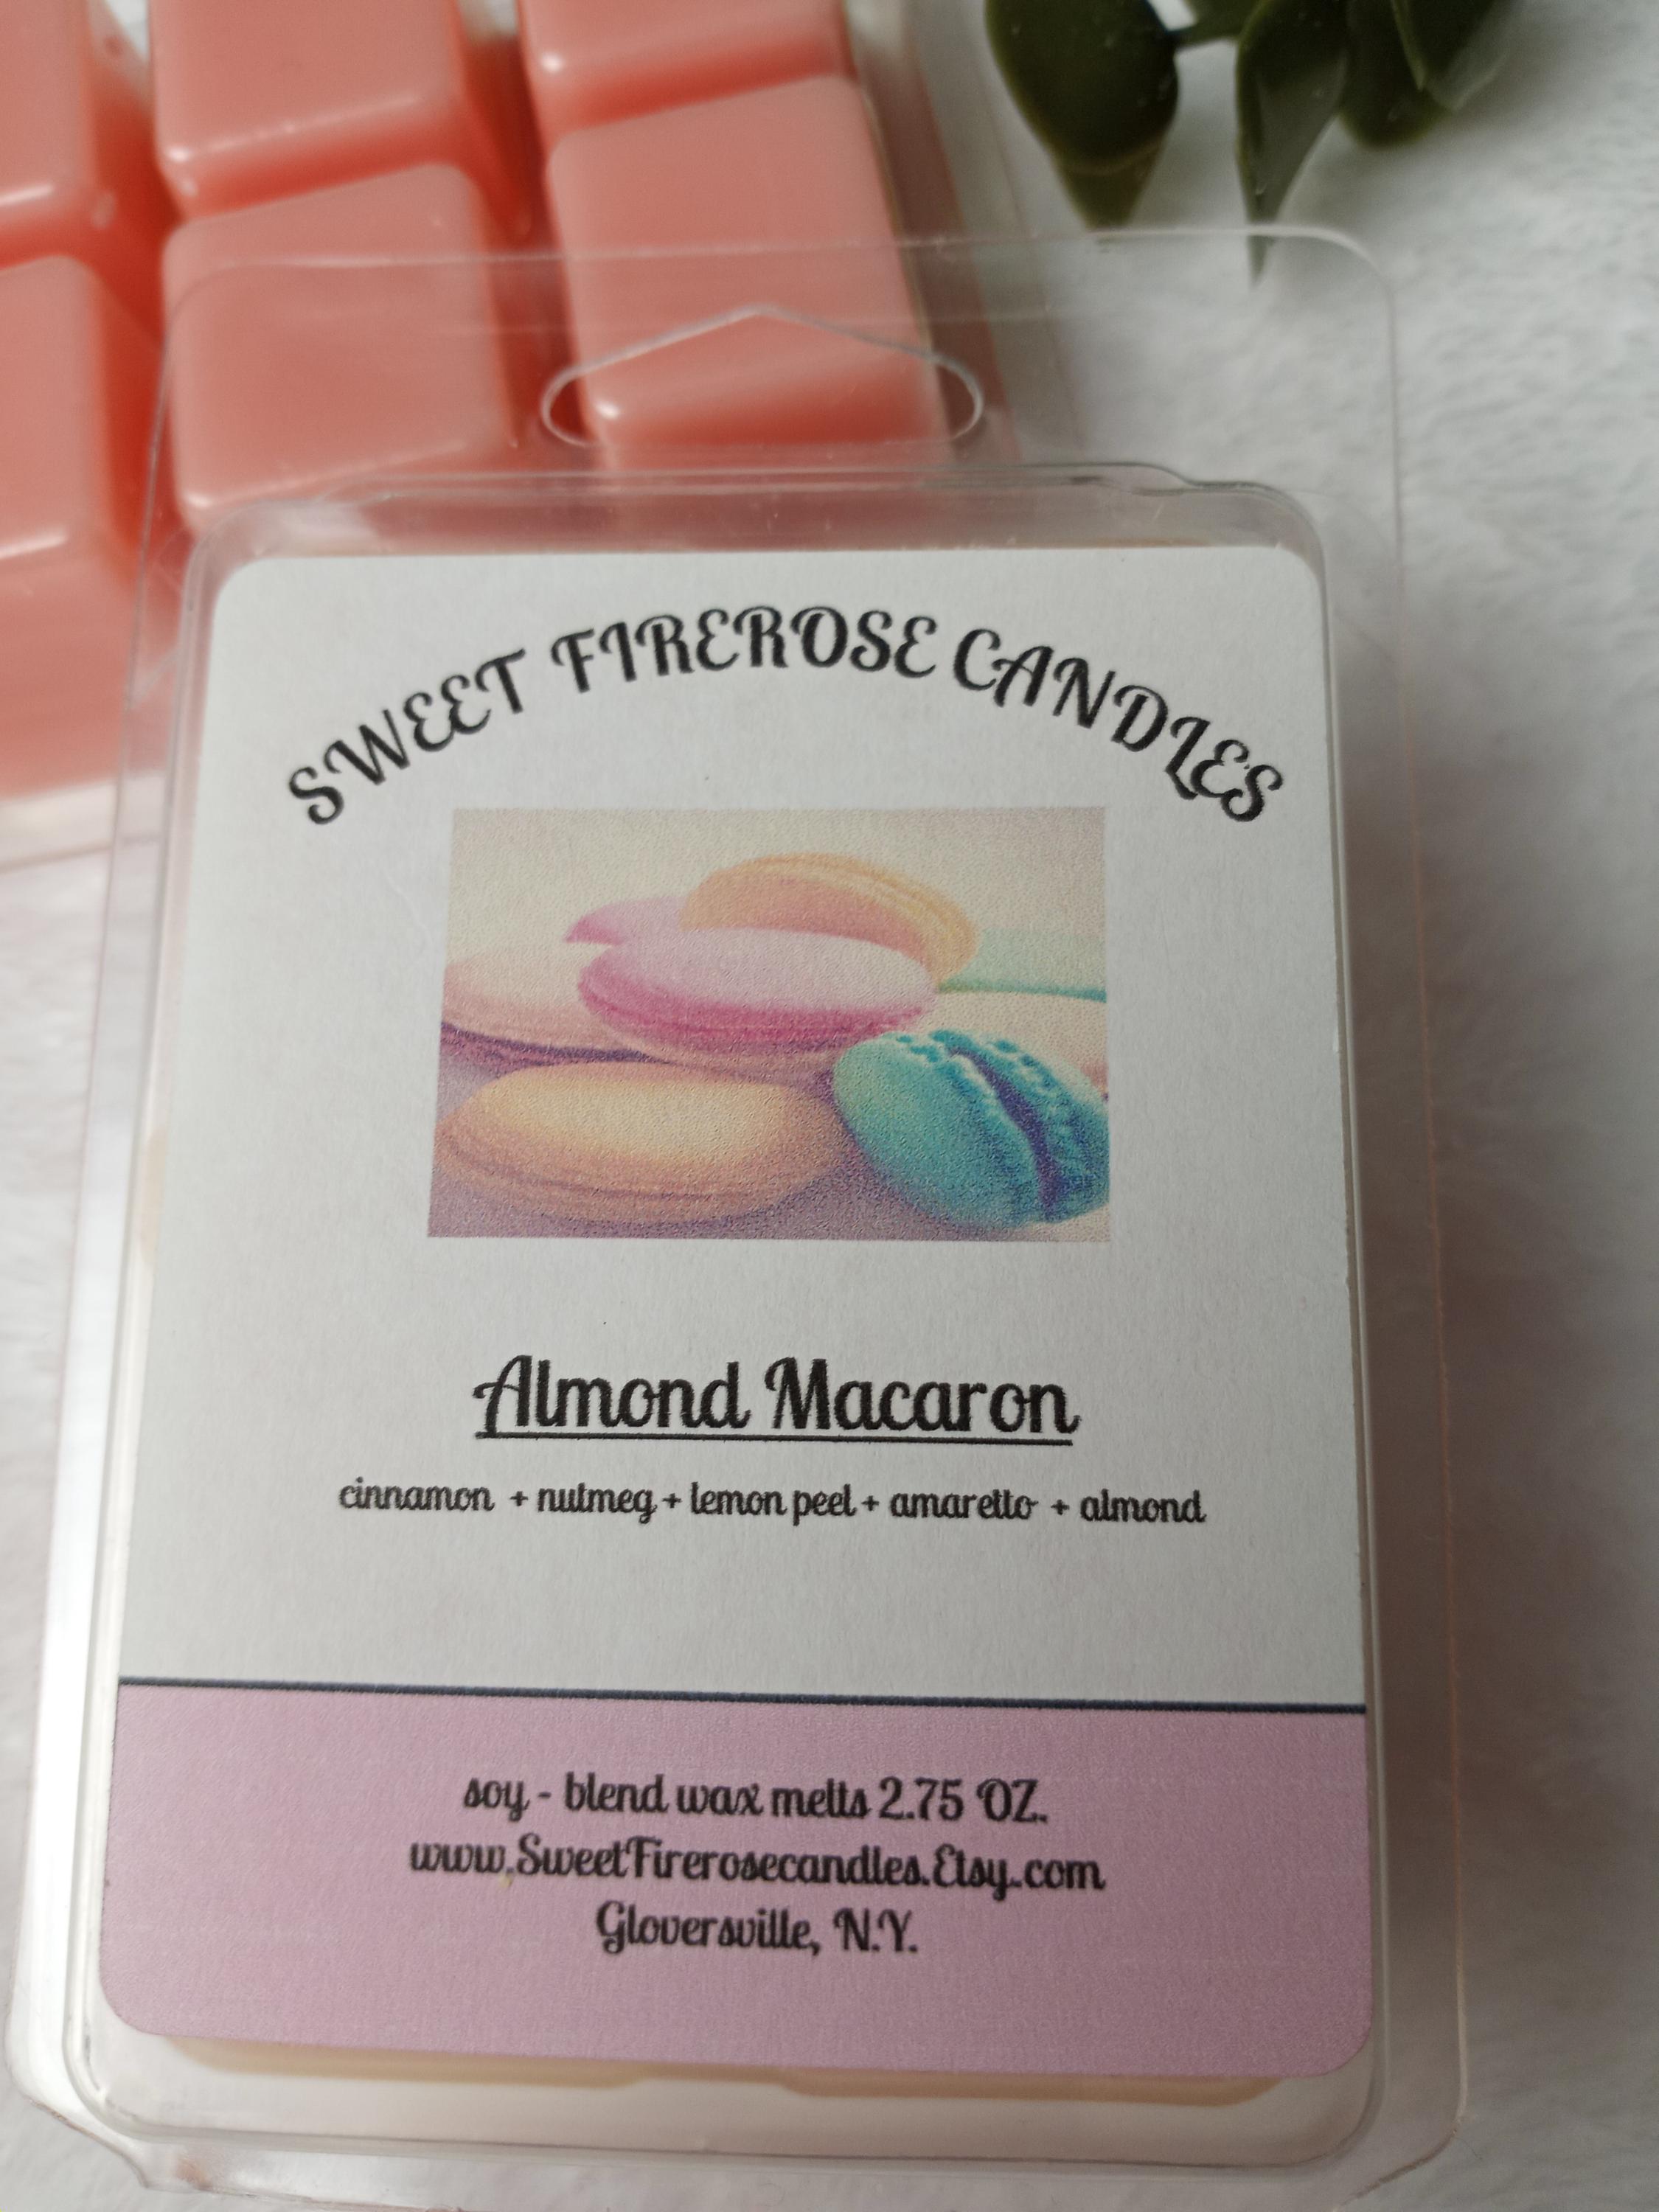 SWEET FIREROSE CANDLES
Almond Macaron
cinnamon + nutmeg + lemon peel + amaretto + almond
soy - blend wax melts 2.75 OZ.
www.SweetFirerosecandles.Etsy.com
Gloversville, N.Y.